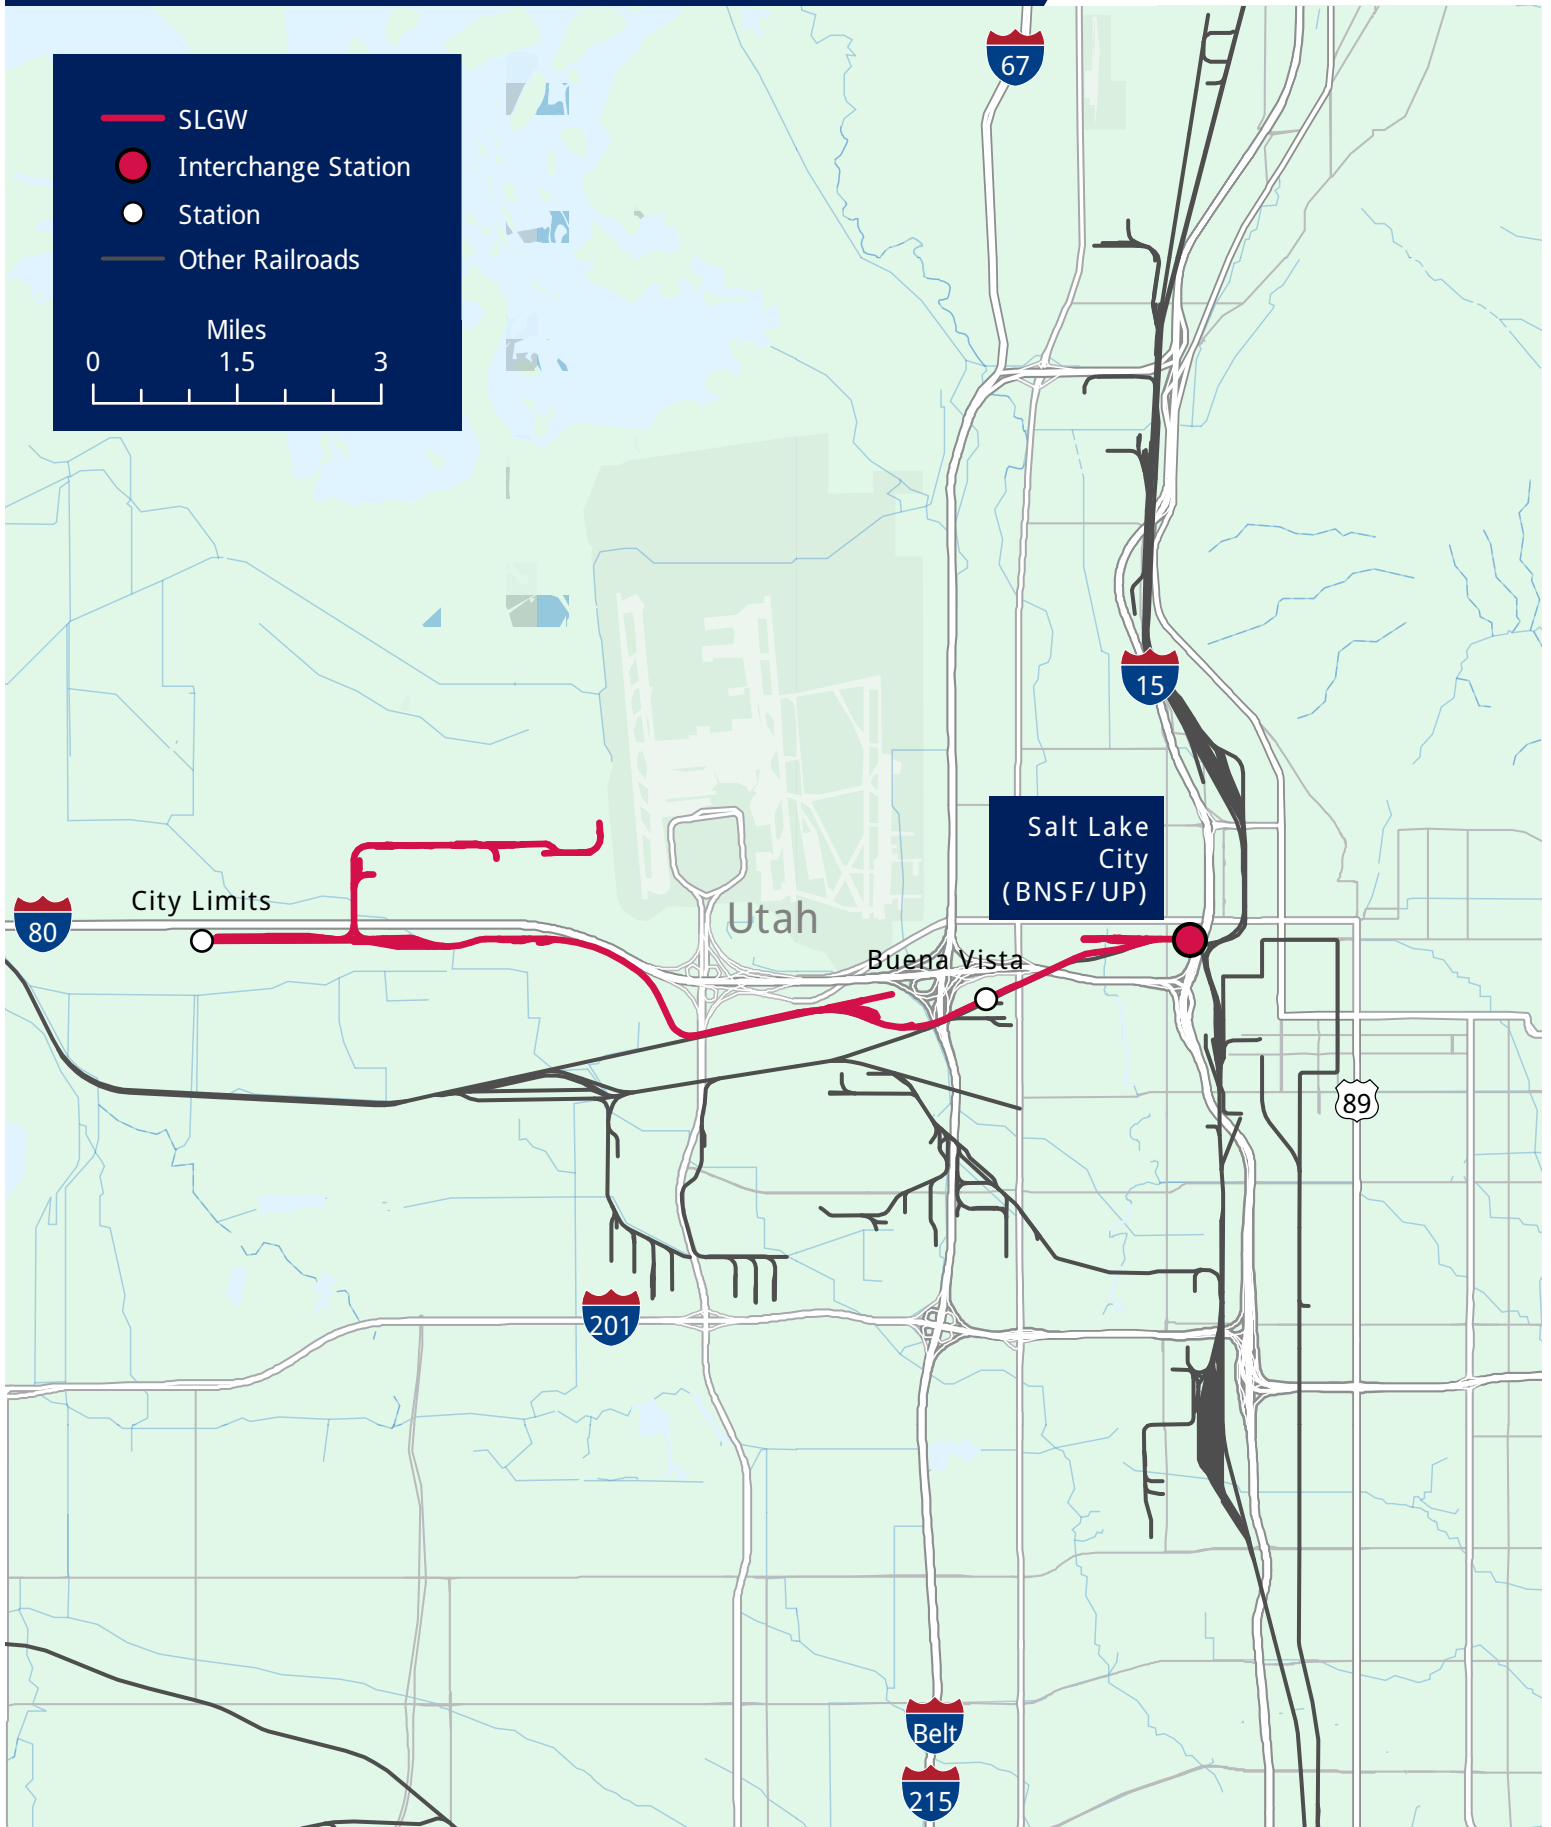 67
SLGW
Interchange Station
Station
Other Railroads
Miles
0 1.5 3
15
Salt Lake
City
(BNSF/UP)
City Limits
80
Utah
Buena Vista
89
201
Belt
215